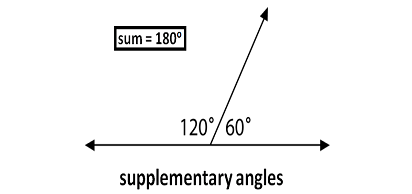 sum = 180°
120° 60°
supplementary angles